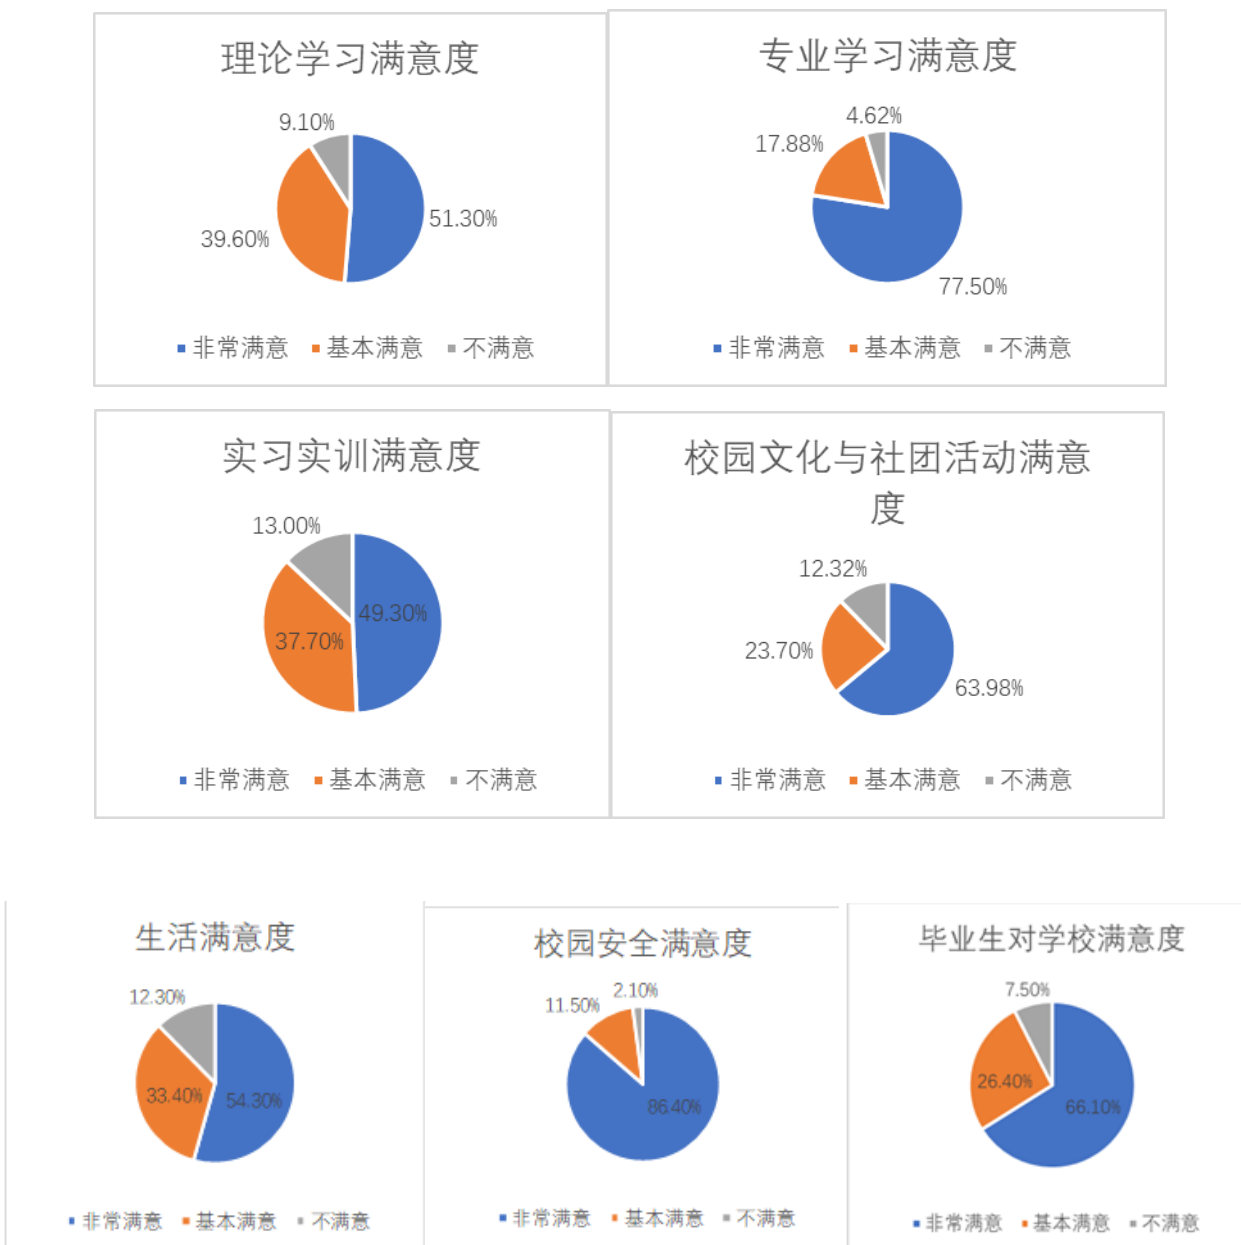 理论学习满意度
9.10%
51.30%
39.60%
非常满意 基本满意 不满意
专业学习满意度
4.62%
17.88%
77.50%
非常满意 基本满意 不满意
实习实训满意度
13.00%
49.30%
37.70%
非常满意 基本满意 不满意
校园文化与社团活动满意
度
12.32%
23.70%
63.98%
非常满意 基本满意 不满意
生活满意度
12.30%
33.40%
54.30%
非常满意 基本满意 不满意
校园安全满意度
2.10%
11.50%
86.40%
非常满意 基本满意 不满意
毕业生对学校满意度
7.50%
26.40%
66.10%
非常满意 基本满意 不满意